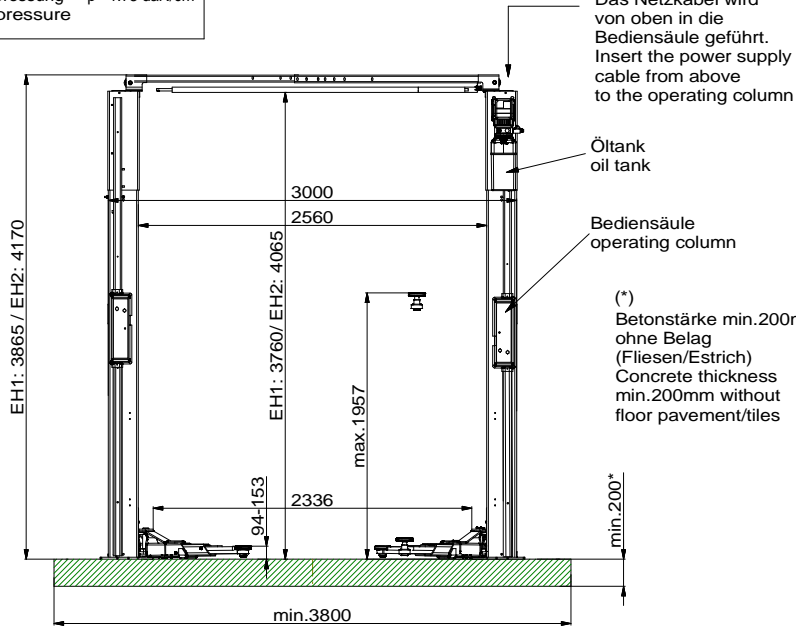 pressure
Das Netzkabel wird
von oben in die
Bediensäule geführt.
Insert the power supply
cable from above
to the operating column
Öltank
oil tank
Bediensäule
operating column
(*)
Betonstärke min.200
ohne Belag
(Fliesen/Estrich)
Concrete thickness
min.200mm without
floor pavement/tiles
3000
2560
EH1: 3865 / EH2: 4170
EH1: 3760/ EH2: 4065
max.1957
94-153
2336
min.200*
min.3800